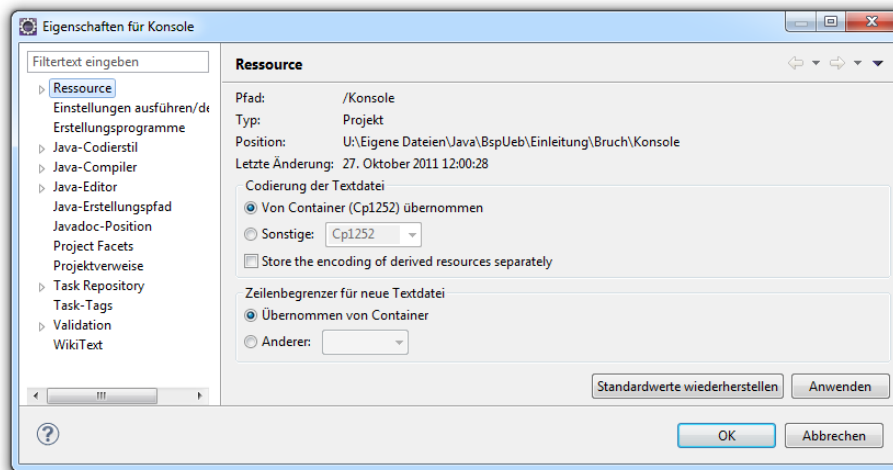 Eigenschaften für Konsole
Filtertext eingeben
Ressource
Einstellungen ausführen/de
Erstellungsprogramme
Java-Codierstil
Java-Compiler
Java-Editor
Java-Erstellungspfad
Javadoc-Position
Project Facets
Projektverweise
Task Repository
Task-Tags
Validation
WikiText
Ressource
Pfad: /Konsole
Typ: Projekt
Position: U:\Eigene Dateien\Java\BspUeb\Einleitung\Bruch\Konsole
Letzte Änderung: 27. Oktober 2011 12:00:28
Codierung der Textdatei
Von Container (Cp1252) übernommen
Sonstige: Cp1252
Store the encoding of derived resources separately
Zeilenbegrenzer für neue Textdatei
Übernommen von Container
Anderer:
Standardwerte wiederherstellen Anwenden
OK Abbrechen